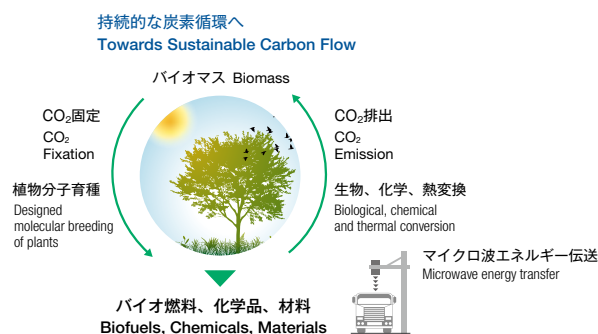 持続的な炭素循環へ
Towards Sustainable Carbon Flow
バイオマス Biomass
CO₂固定
CO₂
Fixation
植物分子育種
Designed
molecular breeding
of plants
CO₂排出
CO₂
Emission
生物、化学、熱変換
Biological, chemical
and thermal conversion
マイクロ波エネルギー伝送
Microwave energy transfer
バイオ燃料、化学品、材料
Biofuels, Chemicals, Materials